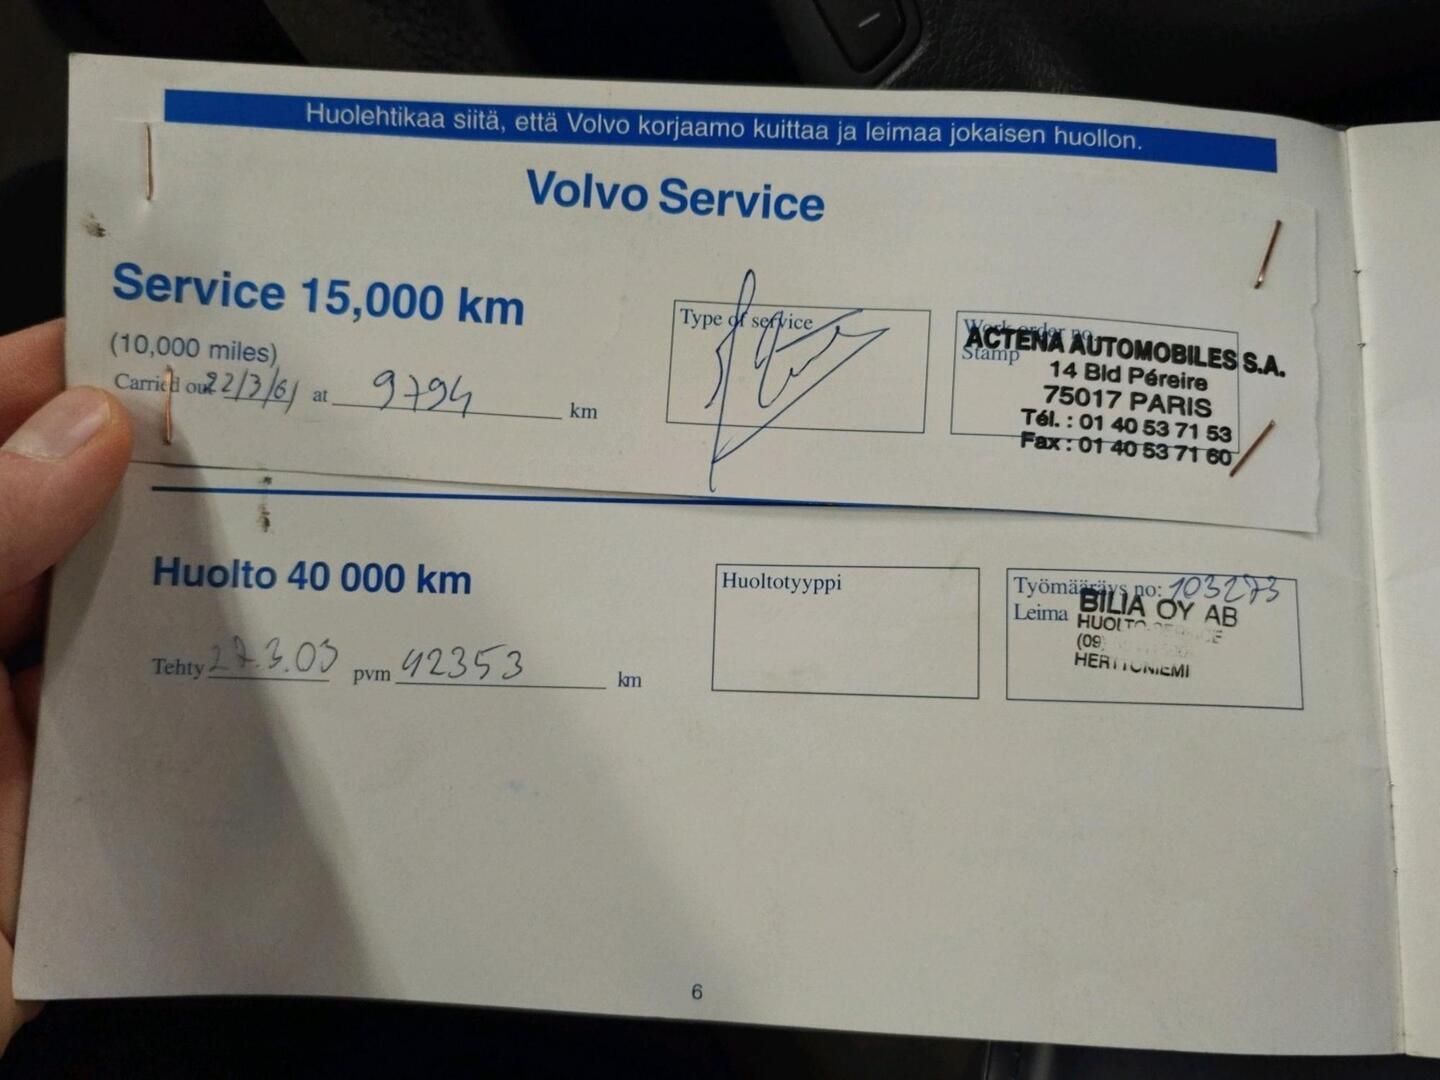 Huolehtikaa siitä, että Volvo korjaamo kuittaa ja leimaa jokaisen huollon.
Volvo Service
Service 15,000 km
(10,000 miles)
Carried out 22/3/01 at 9794 km
Type of service
Work order no
Stamp
ACTENA AUTOMOBILES S.A.
14 Bld Péreire
75017 PARIS
Tél. : 01 40 53 71 53
Fax : 01 40 53 71 60
Huolto 40 000 km
Tehty 27.3.03 pvm 42353 km
Huoltotyyppi
Työmääräys no: 103273
Leima
BILIA OY AB
HUOLTO
(09)
HERTTONIEMI
6